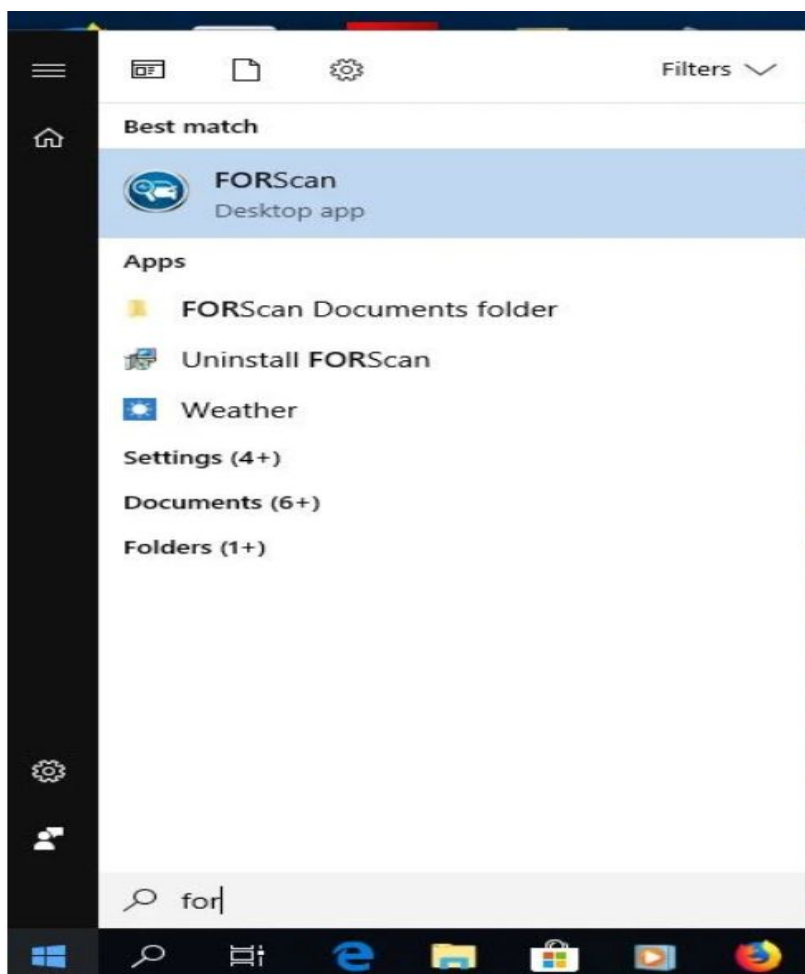 Filters
Best match
FORScan
Desktop app
Apps
FORScan Documents folder
Uninstall FORScan
Weather
Settings (4+)
Documents (6+)
Folders (1+)
for